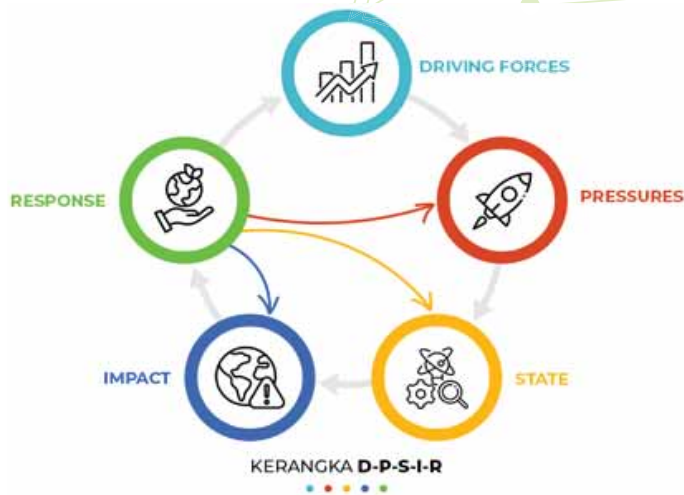 DRIVING FORCES
RESPONSE
PRESSURES
IMPACT
STATE
KERANGKA D-P-S-I-R